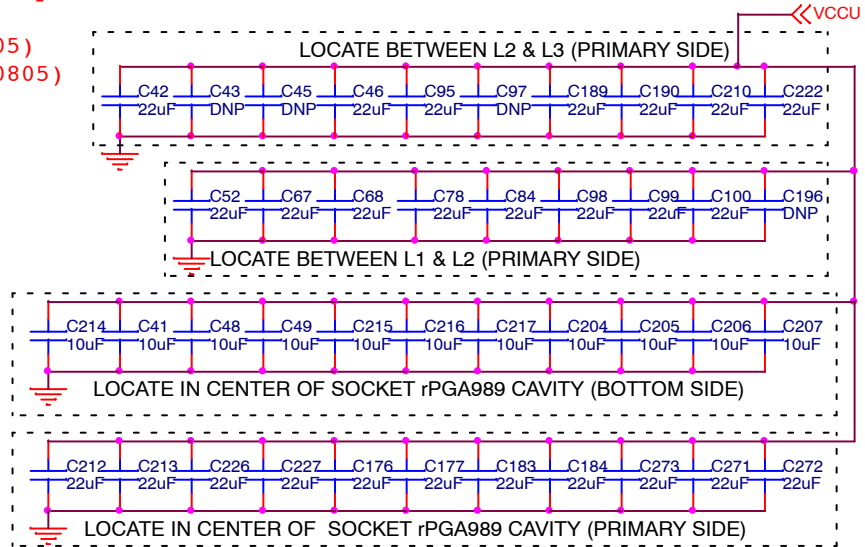 VCCU
05)
0805)
LOCATE BETWEEN L2 & L3 (PRIMARY SIDE)
C42 C43 C45 C46 C95 C97 C189 C190 C210 C222
22uF DNP DNP 22uF 22uF DNP 22uF 22uF 22uF 22uF
C52 C67 C68 C78 C84 C98 C99 C100 C196
22uF 22uF 22uF 22uF 22uF 22uF 22uF 22uF DNP
LOCATE BETWEEN L1 & L2 (PRIMARY SIDE)
C214 C41 C48 C49 C215 C216 C217 C204 C205 C206 C207
10uF 10uF 10uF 10uF 10uF 10uF 10uF 10uF 10uF 10uF 10uF
LOCATE IN CENTER OF SOCKET rPGA989 CAVITY (BOTTOM SIDE)
C212 C213 C226 C227 C176 C177 C183 C184 C273 C271 C272
22uF 22uF 22uF 22uF 22uF 22uF 22uF 22uF 22uF 22uF 22uF
LOCATE IN CENTER OF SOCKET rPGA989 CAVITY (PRIMARY SIDE)